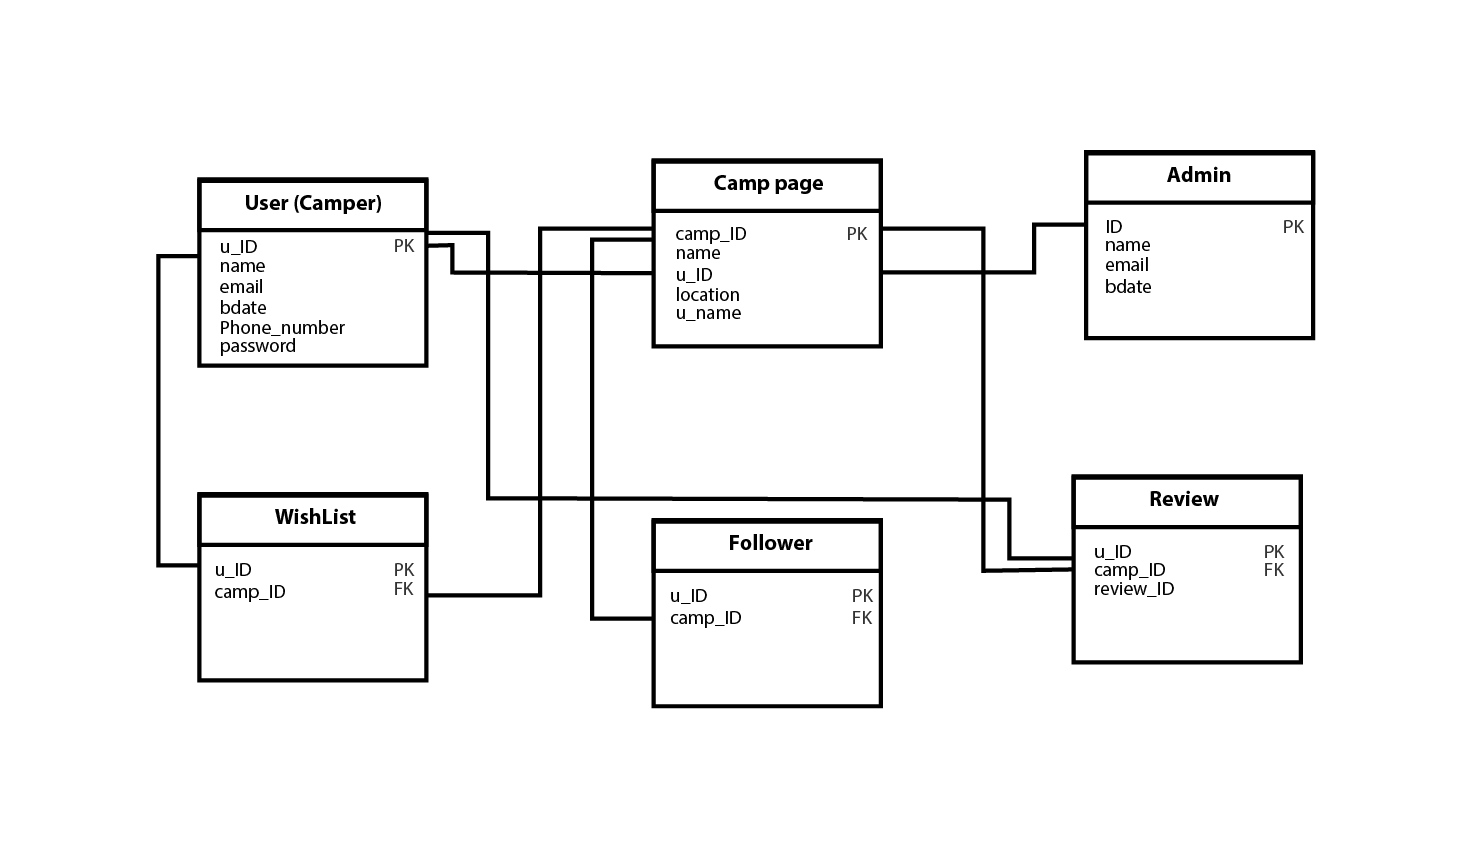 User (Camper)
u_ID PK
name
email
bdate
Phone_number
password
Camp page
camp_ID PK
name
u_ID
location
u_name
Admin
ID PK
name
email
bdate
WishList
u_ID PK
camp_ID FK
Follower
u_ID PK
camp_ID FK
Review
u_ID PK
camp_ID FK
review_ID